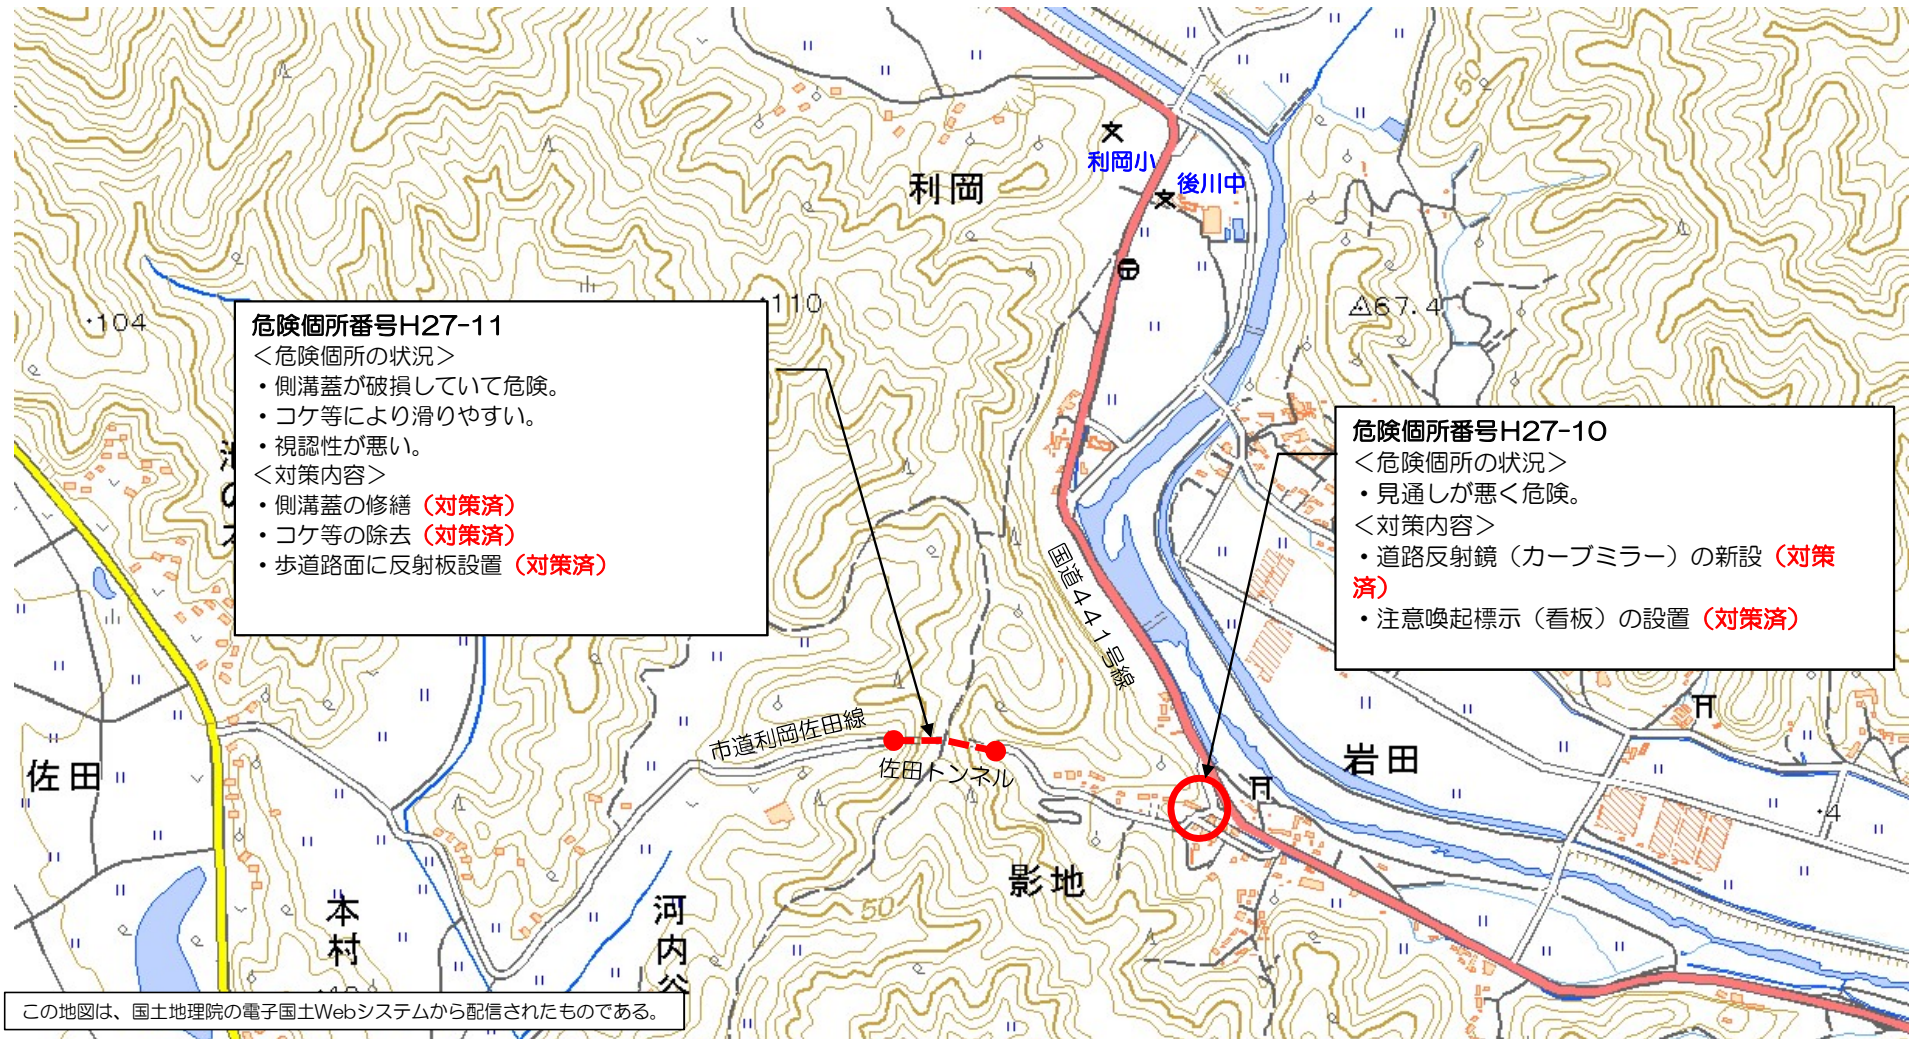 利岡小
後川中
利岡
104
110
67.4
50
危険個所番号H27-11
＜危険個所の状況＞
・側溝蓋が破損していて危険。
・コケ等により滑りやすい。
・視認性が悪い。
＜対策内容＞
・側溝蓋の修繕（対策済）
・コケ等の除去（対策済）
・歩道路面に反射板設置（対策済）
危険個所番号H27-10
＜危険個所の状況＞
・見通しが悪く危険。
＜対策内容＞
・道路反射鏡（カーブミラー）の新設（対策
済）
・注意喚起標示（看板）の設置（対策済）
国道441号線
市道利岡佐田線
佐田トンネル
佐田
岩田
4
影地
50
本村
河内谷
この地図は、国土地理院の電子国土Webシステムから配信されたものである。